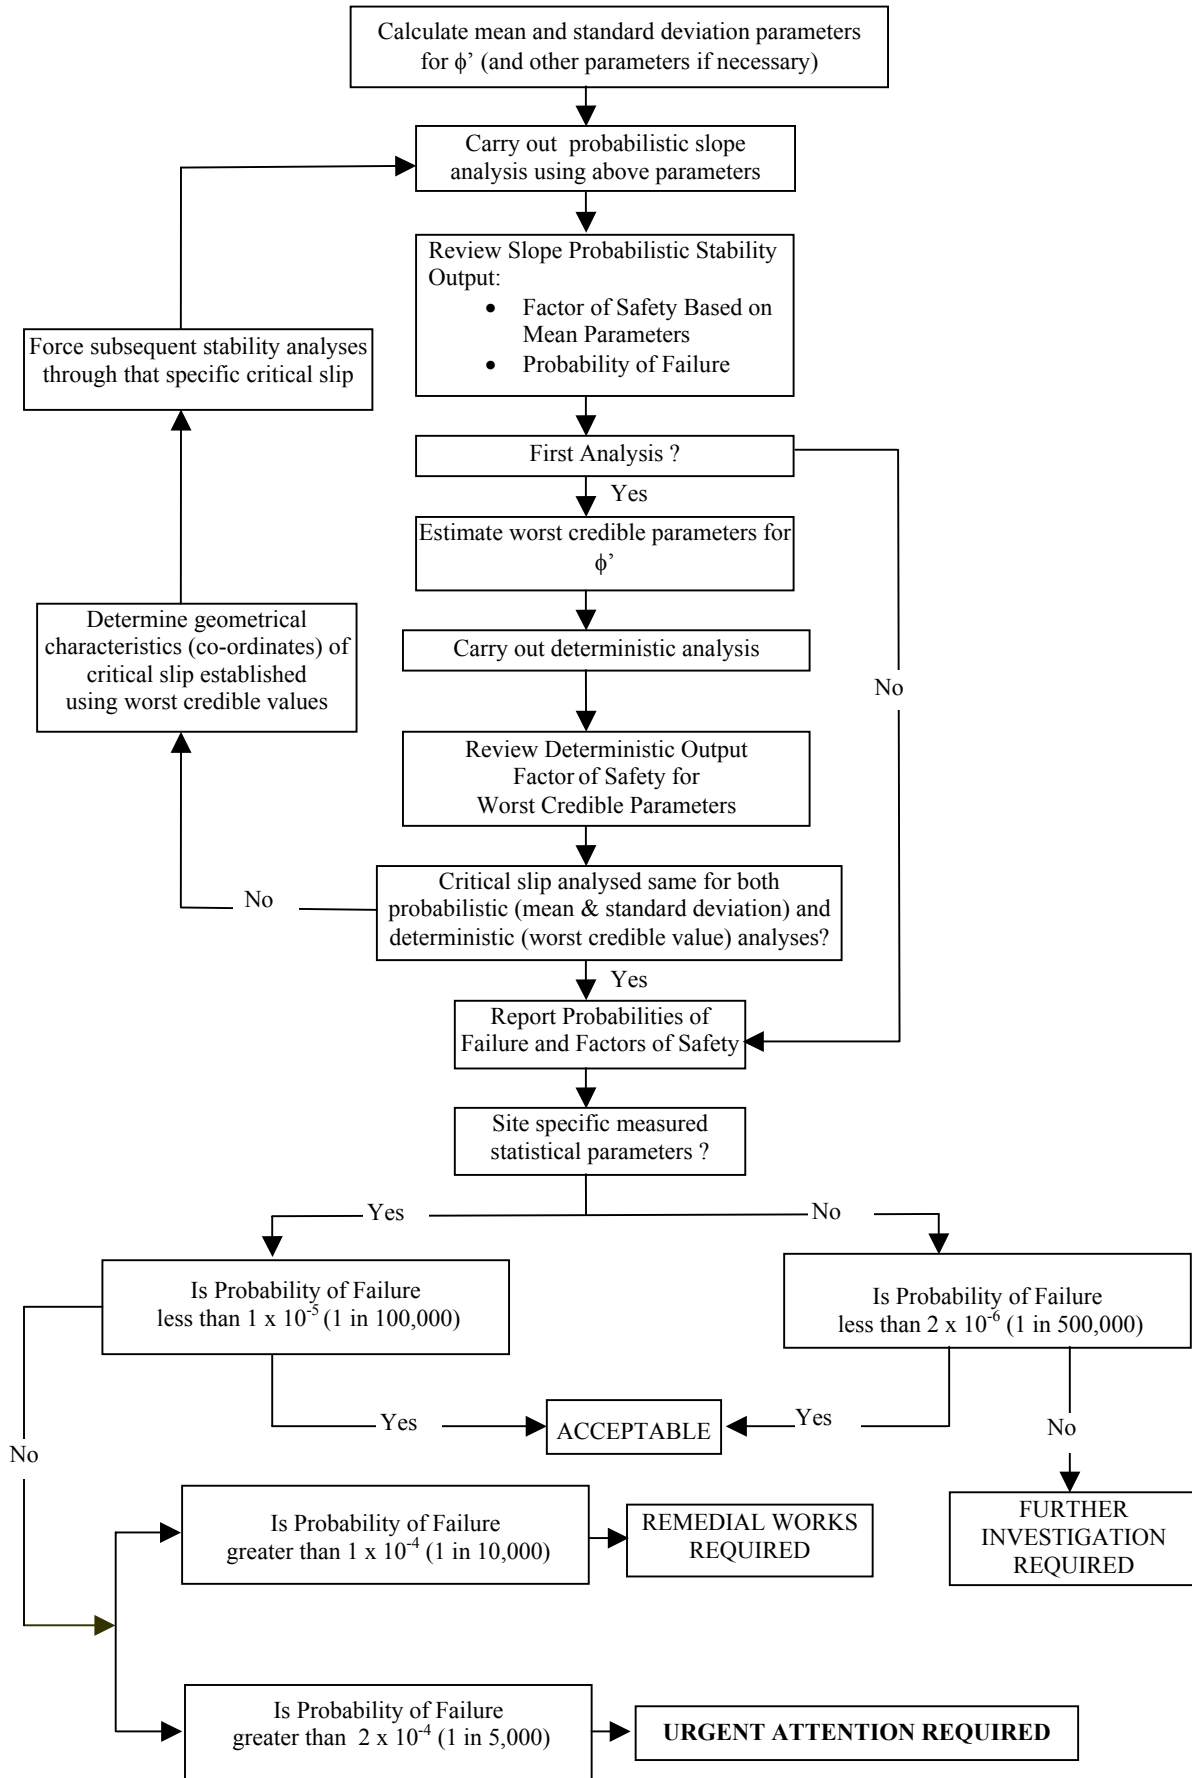 Calculate mean and standard deviation parameters
for ϕ’ (and other parameters if necessary)
Carry out probabilistic slope
analysis using above parameters
Review Slope Probabilistic Stability
Output:
• Factor of Safety Based on
Mean Parameters
• Probability of Failure
Force subsequent stability analyses
through that specific critical slip
First Analysis ?
Yes
Estimate worst credible parameters for
ϕ’
Determine geometrical
characteristics (co-ordinates) of
critical slip established
using worst credible values
Carry out deterministic analysis
No
Review Deterministic Output
Factor of Safety for
Worst Credible Parameters
No
Critical slip analysed same for both
probabilistic (mean & standard deviation) and
deterministic (worst credible value) analyses?
Yes
Report Probabilities of
Failure and Factors of Safety
Site specific measured
statistical parameters ?
Yes
No
Is Probability of Failure
less than 1 x 10⁻⁵ (1 in 100,000)
Is Probability of Failure
less than 2 x 10⁻⁶ (1 in 500,000)
Yes
ACCEPTABLE
Yes
No
No
Is Probability of Failure
greater than 1 x 10⁻⁴ (1 in 10,000)
REMEDIAL WORKS
REQUIRED
FURTHER
INVESTIGATION
REQUIRED
Is Probability of Failure
greater than 2 x 10⁻⁴ (1 in 5,000)
URGENT ATTENTION REQUIRED